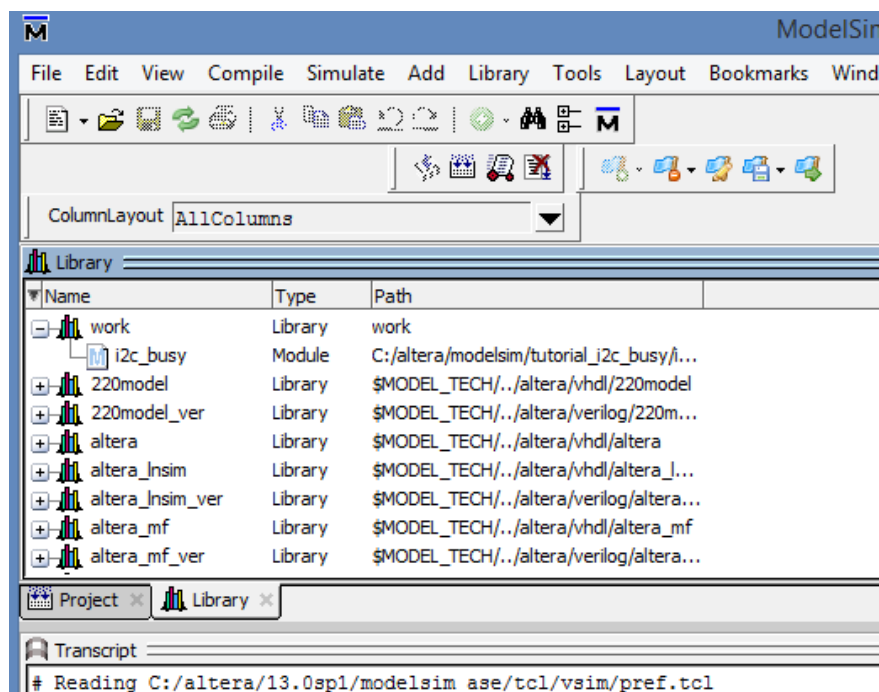 ModelSim
File Edit View Compile Simulate Add Library Tools Layout Bookmarks Wind
ColumnLayout AllColumns
Library
Name Type Path
work Library work
i2c_busy Module C:/altera/modelsim/tutorial_i2c_busy/i...
220model Library $MODEL_TECH/../altera/vhdl/220model
220model_ver Library $MODEL_TECH/../altera/verilog/220m...
altera Library $MODEL_TECH/../altera/vhdl/altera
altera_lnsim Library $MODEL_TECH/../altera/vhdl/altera_l...
altera_lnsim_ver Library $MODEL_TECH/../altera/verilog/altera...
altera_mf Library $MODEL_TECH/../altera/vhdl/altera_mf
altera_mf_ver Library $MODEL_TECH/../altera/verilog/altera...
Project Library
Transcript
# Reading C:/altera/13.0sp1/modelsim_ase/tcl/vsim/pref.tcl